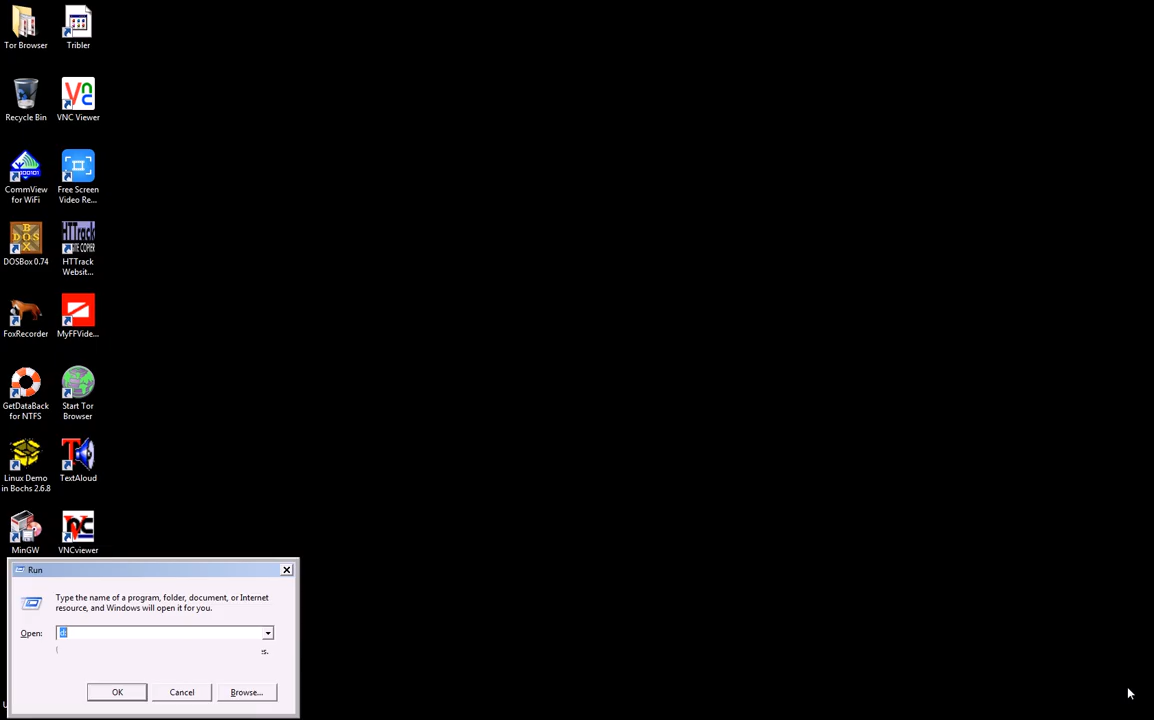 Tor Browser
Tribler
Recycle Bin
VNC Viewer
CommView
for WiFi
Free Screen
Video Re...
DOSBox 0.74
HTTrack
Websit...
FoxRecorder
MyFFVide...
GetDataBack
for NTFS
Start Tor
Browser
Linux Demo
in Bochs 2.6.8
TextAloud
MinGW
VNCviewer
Run
Type the name of a program, folder, document, or Internet
resource, and Windows will open it for you.
Open:
OK
Cancel
Browse...